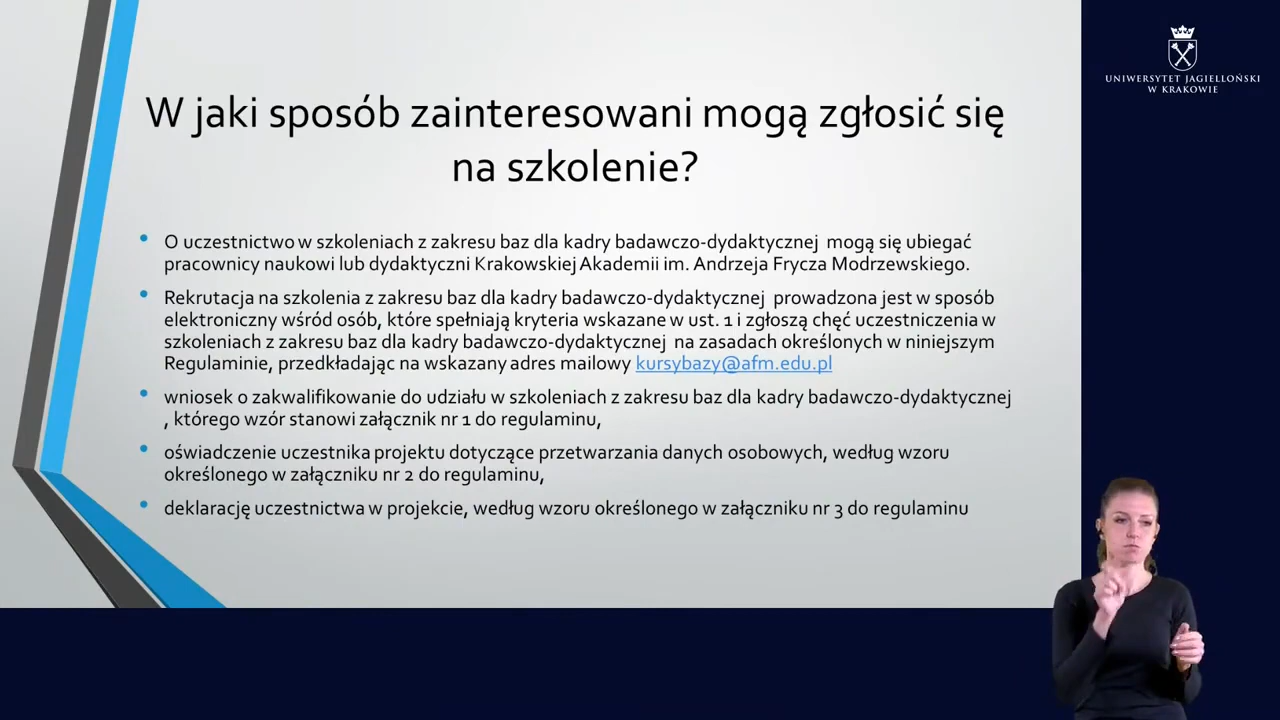 W jaki sposób zainteresowani mogą zgłosić się
na szkolenie?
• O uczestnictwo w szkoleniach z zakresu baz dla kadry badawczo-dydaktycznej mogą się ubiegać
pracownicy naukowi lub dydaktyczni Krakowskiej Akademii im. Andrzeja Frycza Modrzewskiego.
• Rekrutacja na szkolenia z zakresu baz dla kadry badawczo-dydaktycznej prowadzona jest w sposób
elektroniczny wśród osób, które spełniają kryteria wskazane w ust. 1 i zgłoszą chęć uczestniczenia w
szkoleniach z zakresu baz dla kadry badawczo-dydaktycznej na zasadach określonych w niniejszym
Regulaminie, przedkładając na wskazany adres mailowy kursybazy@afm.edu.pl
• wniosek o zakwalifikowanie do udziału w szkoleniach z zakresu baz dla kadry badawczo-dydaktycznej
, którego wzór stanowi załącznik nr 1 do regulaminu,
• oświadczenie uczestnika projektu dotyczące przetwarzania danych osobowych, według wzoru
określonego w załączniku nr 2 do regulaminu,
• deklarację uczestnictwa w projekcie, według wzoru określonego w załączniku nr 3 do regulaminu
UNIWERSYTET JAGIELLOŃSKI
W KRAKOWIE